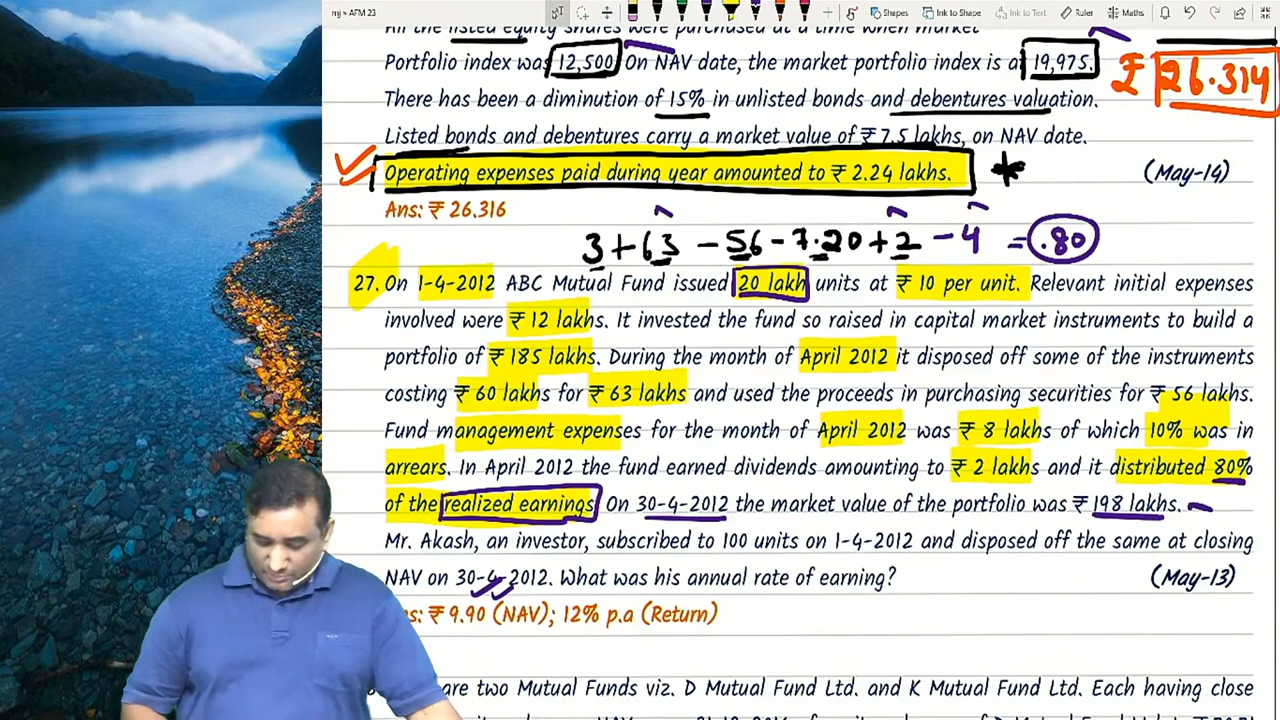 mj » AFM 23
Shapes
Ink to Shape
Ink to Text
Ruler
Maths
All the listed equity shares were purchased at a time when market
Portfolio index was 12,500. On NAV date, the market portfolio index is at 19,975.
₹ 26.314
There has been a diminution of 15% in unlisted bonds and debentures valuation.
Listed bonds and debentures carry a market value of ₹ 7.5 lakhs, on NAV date.
Operating expenses paid during year amounted to ₹ 2.24 lakhs.
(May-14)
Ans: ₹ 26.316
3 + 63 - 56 - 7.20 + 2 - 4 = .80
27. On 1-4-2012 ABC Mutual Fund issued 20 lakh units at ₹ 10 per unit. Relevant initial expenses
involved were ₹ 12 lakhs. It invested the fund so raised in capital market instruments to build a
portfolio of ₹ 185 lakhs. During the month of April 2012 it disposed off some of the instruments
costing ₹ 60 lakhs for ₹ 63 lakhs and used the proceeds in purchasing securities for ₹ 56 lakhs.
Fund management expenses for the month of April 2012 was ₹ 8 lakhs of which 10% was in
arrears. In April 2012 the fund earned dividends amounting to ₹ 2 lakhs and it distributed 80%
of the realized earnings. On 30-4-2012 the market value of the portfolio was ₹ 198 lakhs.
Mr. Akash, an investor, subscribed to 100 units on 1-4-2012 and disposed off the same at closing
NAV on 30-4-2012. What was his annual rate of earning?
(May-13)
s: ₹ 9.90 (NAV); 12% p.a (Return)
are two Mutual Funds viz. D Mutual Fund Ltd. and K Mutual Fund Ltd. Each having close